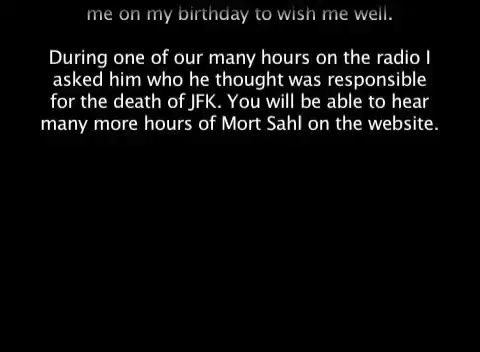 me on my birthday to wish me well.
During one of our many hours on the radio I
asked him who he thought was responsible
for the death of JFK. You will be able to hear
many more hours of Mort Sahl on the website.